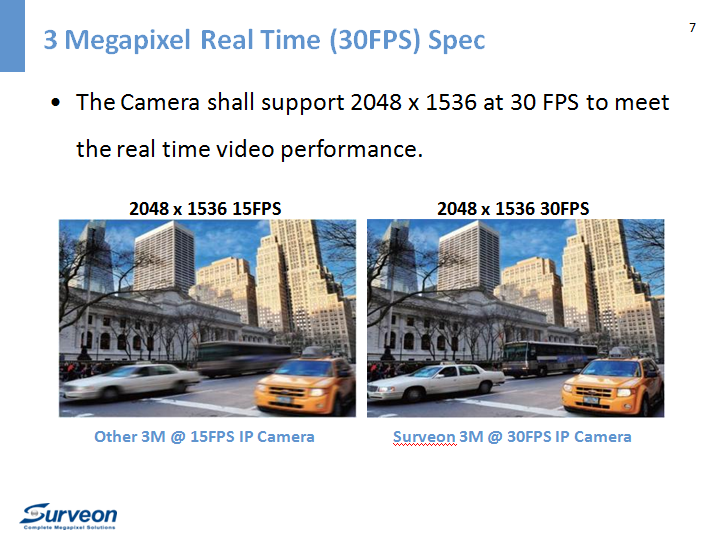 7
3 Megapixel Real Time (30FPS) Spec
• The Camera shall support 2048 x 1536 at 30 FPS to meet
the real time video performance.
2048 x 1536 15FPS
2048 x 1536 30FPS
Other 3M @ 15FPS IP Camera
Surveon 3M @ 30FPS IP Camera
Surveon
Complete Megapixel Solutions